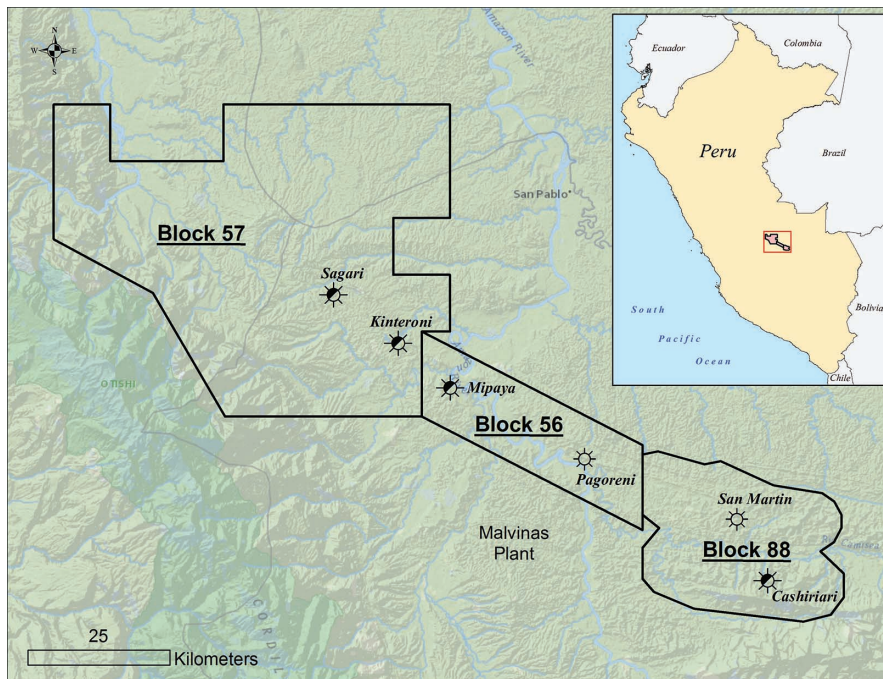 N
W
E
S
Amazon River
San Pablo
Block 57
Sagari
Kinteroni
Mipaya
Block 56
Pagoreni
OTISHI
Malvinas
Plant
San Martin
Block 88
Cashiriari
CORDIL
25
Kilometers
Ecuador
Colombia
Peru
Brazil
Bolivia
South
Pacific
Ocean
Chile